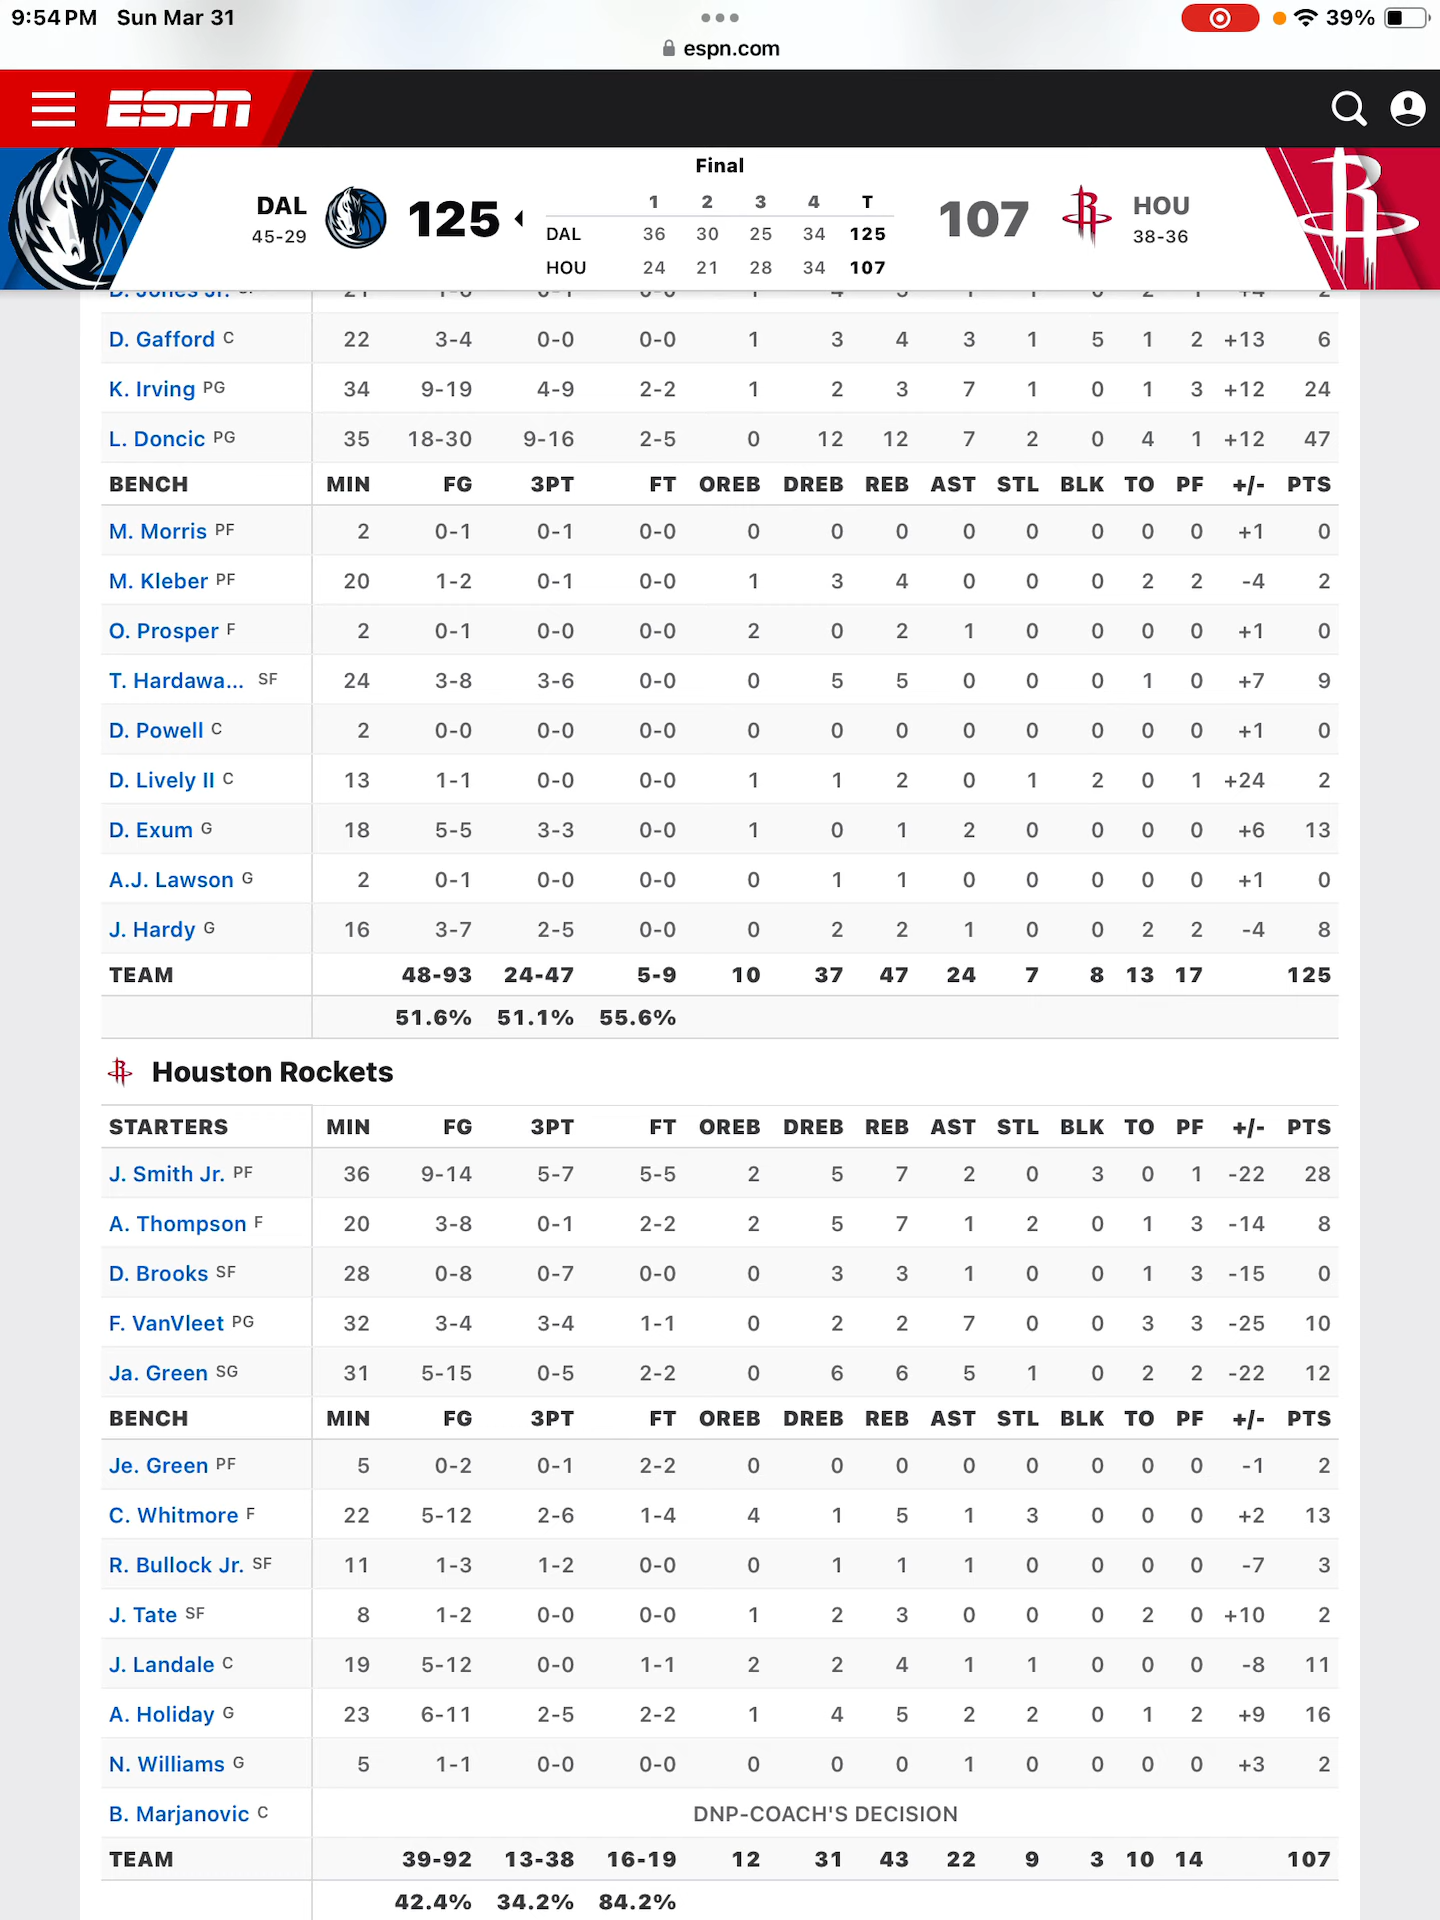 9:54 PM Sun Mar 31
39%
espn.com
ESPN
Final
DAL 125 1 2 3 4 T 107 HOU
45-29 DAL 36 30 25 34 125 38-36
HOU 24 21 28 34 107
D. Gafford C 22 3-4 0-0 0-0 1 3 4 3 1 5 1 2 +13 6
K. Irving PG 34 9-19 4-9 2-2 1 2 3 7 1 0 1 3 +12 24
L. Doncic PG 35 18-30 9-16 2-5 0 12 12 7 2 0 4 1 +12 47
BENCH MIN FG 3PT FT OREB DREB REB AST STL BLK TO PF +/- PTS
M. Morris PF 2 0-1 0-1 0-0 0 0 0 0 0 0 0 0 +1 0
M. Kleber PF 20 1-2 0-1 0-0 1 3 4 0 0 0 2 2 -4 2
O. Prosper F 2 0-1 0-0 0-0 2 0 2 1 0 0 0 0 +1 0
T. Hardawa... SF 24 3-8 3-6 0-0 0 5 5 0 0 0 1 0 +7 9
D. Powell C 2 0-0 0-0 0-0 0 0 0 0 0 0 0 0 +1 0
D. Lively II C 13 1-1 0-0 0-0 1 1 2 0 1 2 0 1 +24 2
D. Exum G 18 5-5 3-3 0-0 1 0 1 2 0 0 0 0 +6 13
A.J. Lawson G 2 0-1 0-0 0-0 0 1 1 0 0 0 0 0 +1 0
J. Hardy G 16 3-7 2-5 0-0 0 2 2 1 0 0 2 2 -4 8
TEAM 48-93 24-47 5-9 10 37 47 24 7 8 13 17 125
51.6% 51.1% 55.6%
Houston Rockets
STARTERS MIN FG 3PT FT OREB DREB REB AST STL BLK TO PF +/- PTS
J. Smith Jr. PF 36 9-14 5-7 5-5 2 5 7 2 0 3 0 1 -22 28
A. Thompson F 20 3-8 0-1 2-2 2 5 7 1 2 0 1 3 -14 8
D. Brooks SF 28 0-8 0-7 0-0 0 3 3 1 0 0 1 3 -15 0
F. VanVleet PG 32 3-4 3-4 1-1 0 2 2 7 0 0 3 3 -25 10
Ja. Green SG 31 5-15 0-5 2-2 0 6 6 5 1 0 2 2 -22 12
BENCH MIN FG 3PT FT OREB DREB REB AST STL BLK TO PF +/- PTS
Je. Green PF 5 0-2 0-1 2-2 0 0 0 0 0 0 0 0 -1 2
C. Whitmore F 22 5-12 2-6 1-4 4 1 5 1 3 0 0 0 +2 13
R. Bullock Jr. SF 11 1-3 1-2 0-0 0 1 1 1 0 0 0 0 -7 3
J. Tate SF 8 1-2 0-0 0-0 1 2 3 0 0 0 2 0 +10 2
J. Landale C 19 5-12 0-0 1-1 2 2 4 1 1 0 0 0 -8 11
A. Holiday G 23 6-11 2-5 2-2 1 4 5 2 2 0 1 2 +9 16
N. Williams G 5 1-1 0-0 0-0 0 0 0 1 0 0 0 0 +3 2
B. Marjanovic C DNP-COACH'S DECISION
TEAM 39-92 13-38 16-19 12 31 43 22 9 3 10 14 107
42.4% 34.2% 84.2%